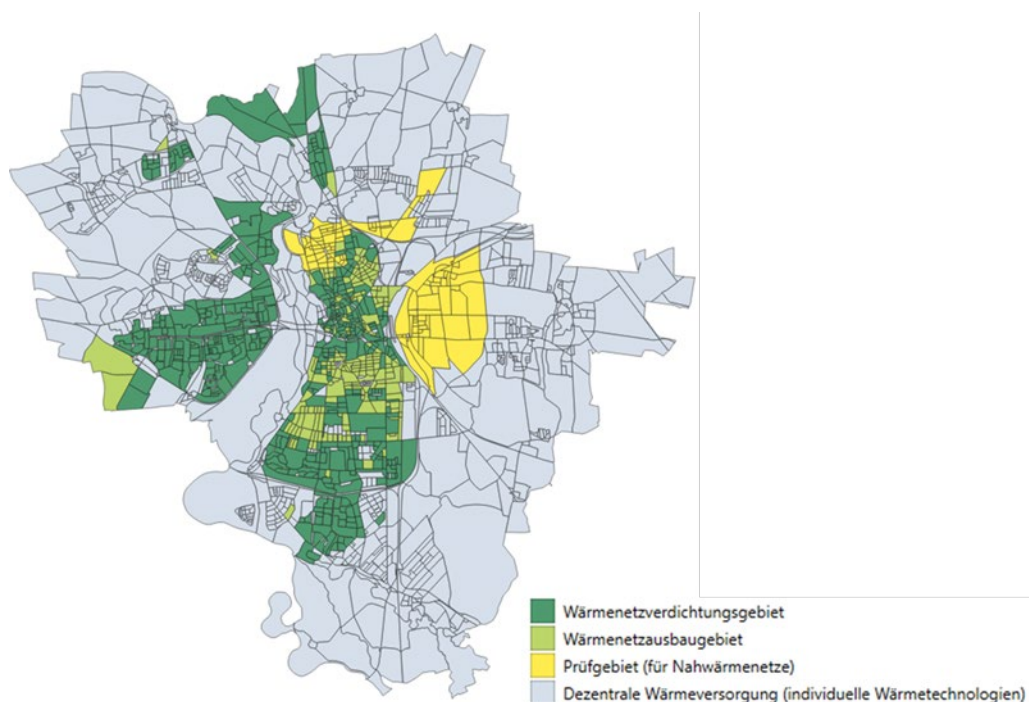 Wärmenetzverdichtungsgebiet
Wärmenetzausbaugebiet
Prüfgebiet (für Nahwärmenetze)
Dezentrale Wärmeversorgung (individuelle Wärmetechnologien)